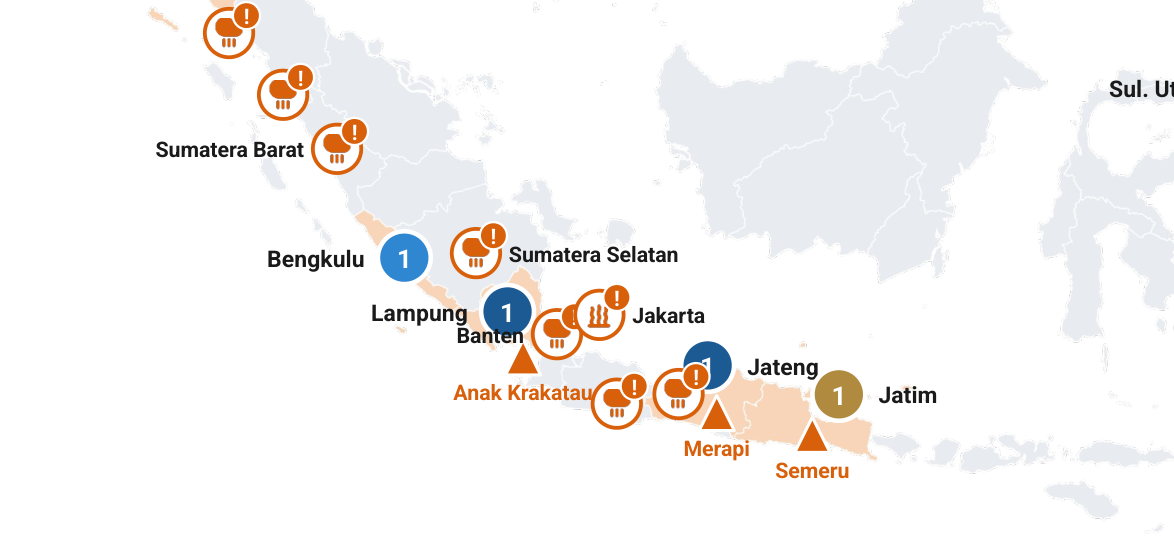 !
Sul. Ut
!
!
Sumatera Barat
!
Bengkulu
1
Sumatera Selatan
!
Lampung
1
!
Jakarta
Banten
!
1
Jateng
Anak Krakatau
!
!
1
Jatim
Merapi
Semeru